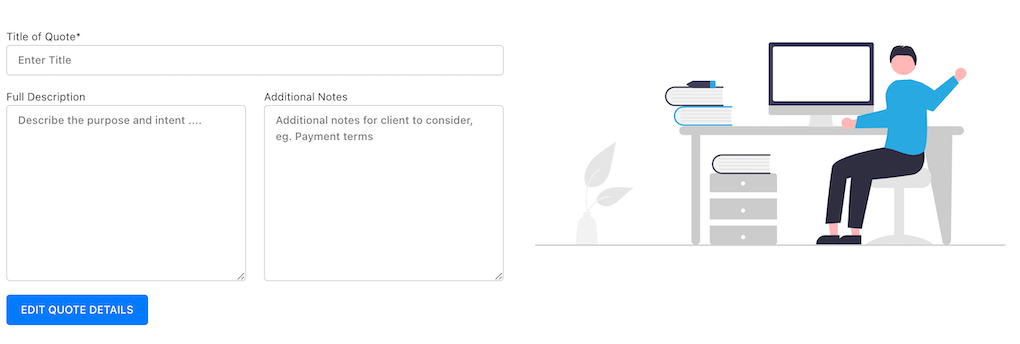 Title of Quote*
Enter Title
Full Description
Describe the purpose and intent ....
Additional Notes
Additional notes for client to consider,
eg. Payment terms
EDIT QUOTE DETAILS